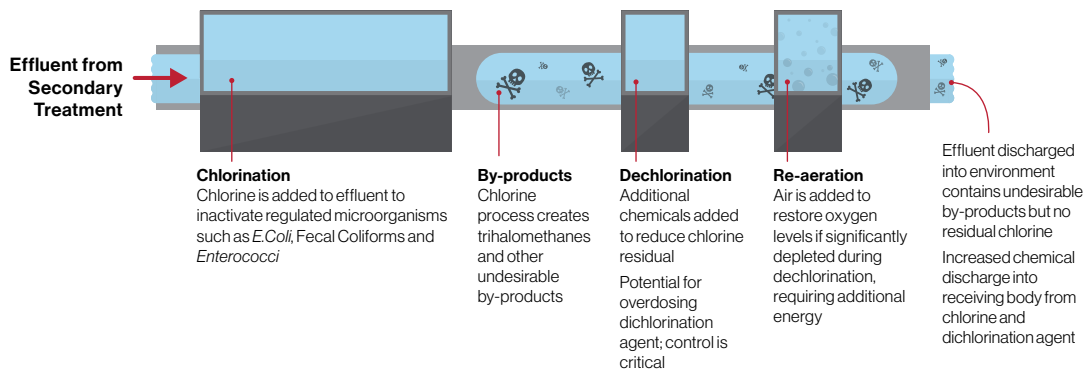 Effluent from
Secondary
Treatment
Chlorination
Chlorine is added to effluent to
inactivate regulated microorganisms
such as E.Coli, Fecal Coliforms and
Enterococci
By-products
Chlorine
process creates
trihalomethanes
and other
undesirable
by-products
Dechlorination
Additional
chemicals added
to reduce chlorine
residual
Potential for
overdosing
dichlorination
agent; control is
critical
Re-aeration
Air is added to
restore oxygen
levels if significantly
depleted during
dechlorination,
requiring additional
energy
Effluent discharged
into environment
contains undesirable
by-products but no
residual chlorine
Increased chemical
discharge into
receiving body from
chlorine and
dichlorination agent